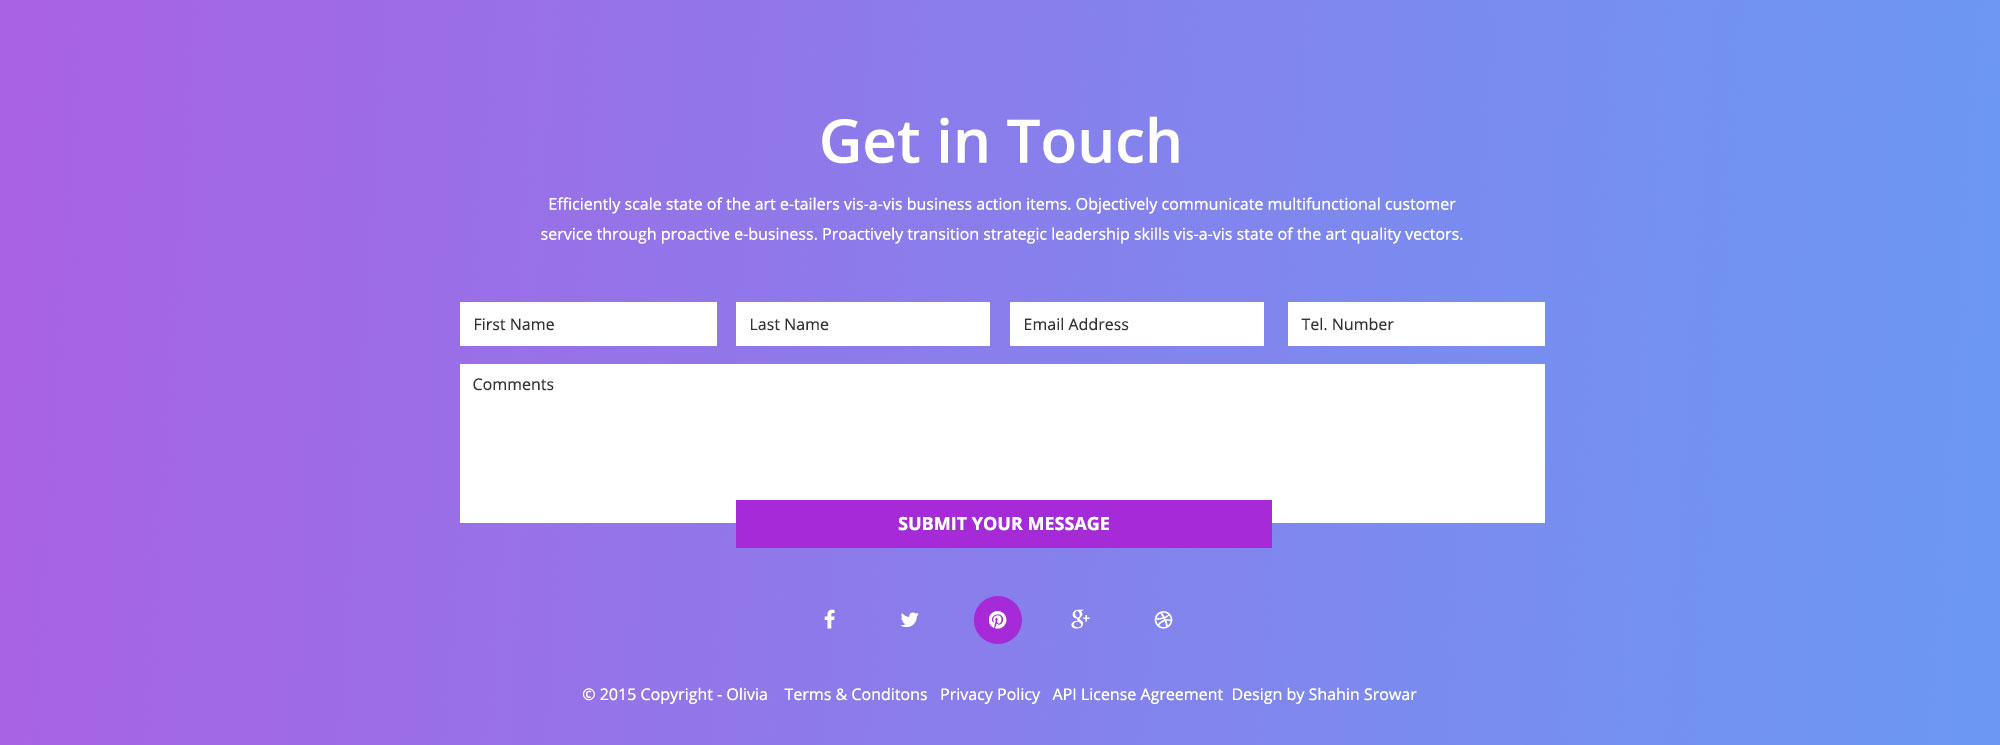 Get in Touch
Efficiently scale state of the art e-tailers vis-a-vis business action items. Objectively communicate multifunctional customer
service through proactive e-business. Proactively transition strategic leadership skills vis-a-vis state of the art quality vectors.
First Name
Last Name
Email Address
Tel. Number
Comments
SUBMIT YOUR MESSAGE
© 2015 Copyright - Olivia Terms & Conditons Privacy Policy API License Agreement Design by Shahin Srowar